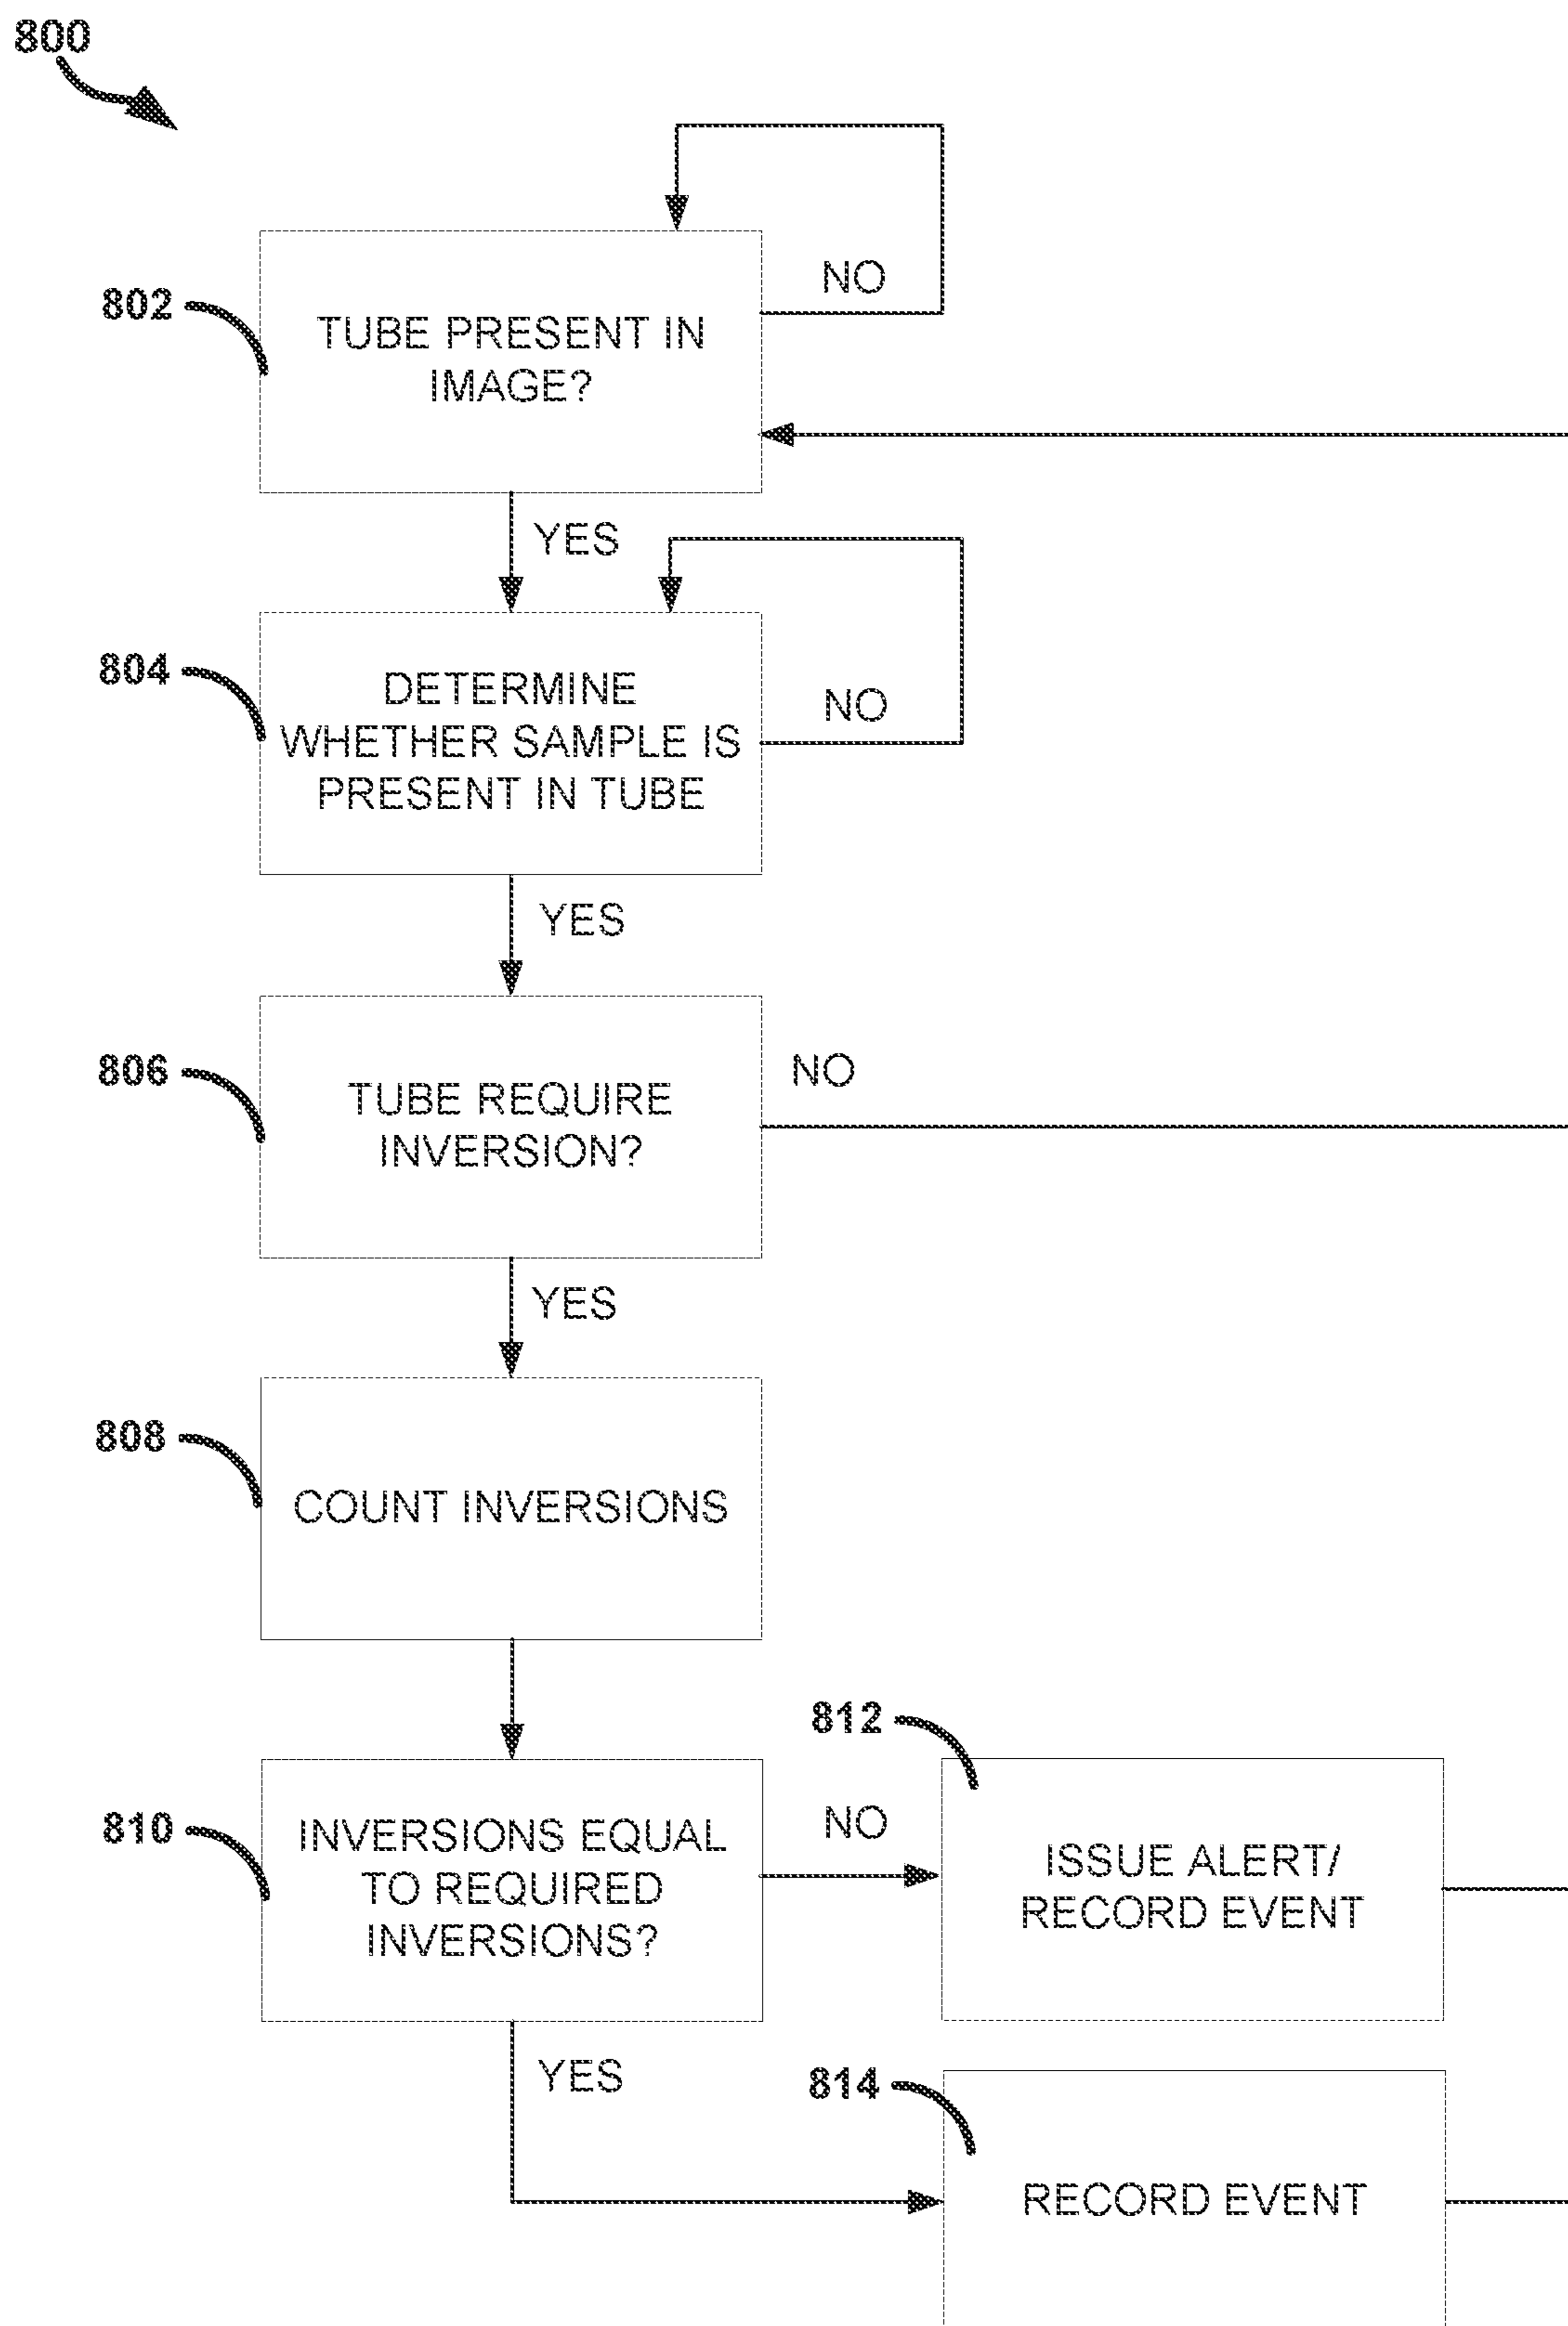 800
802
TUBE PRESENT IN
IMAGE?
NO
YES
804
DETERMINE
WHETHER SAMPLE IS
PRESENT IN TUBE
NO
YES
806
TUBE REQUIRE
INVERSION?
NO
YES
808
COUNT INVERSIONS
810
INVERSIONS EQUAL
TO REQUIRED
INVERSIONS?
NO
812
ISSUE ALERT/
RECORD EVENT
YES
814
RECORD EVENT